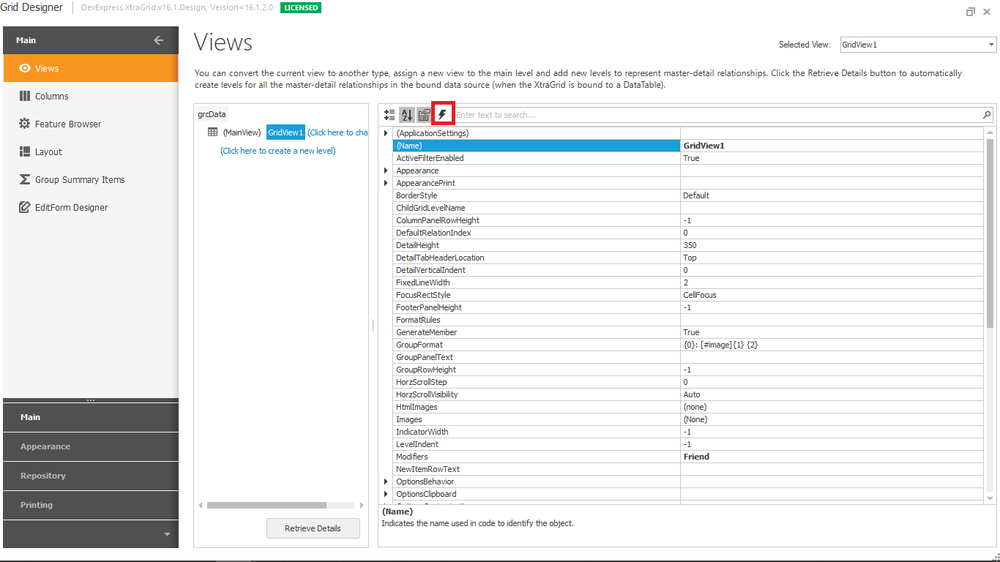 Grid Designer
DevExpress.XtraGrid.v16.1.Design, Version=16.1.2.0
LICENSED
Main
Views
Columns
Feature Browser
Layout
Group Summary Items
EditForm Designer
Main
Appearance
Repository
Printing
Views
Selected View:
GridView1
You can convert the current view to another type, assign a new view to the main level and add new levels to represent master-detail relationships. Click the Retrieve Details button to automatically
create levels for all the master-detail relationships in the bound data source (when the XtraGrid is bound to a DataTable).
grcData
(MainView) GridView1 (Click here to cha
(Click here to create a new level)
Retrieve Details
Enter text to search...
(ApplicationSettings)
(Name) GridView1
ActiveFilterEnabled True
Appearance
AppearancePrint
BorderStyle Default
ChildGridLevelName
ColumnPanelRowHeight -1
DefaultRelationIndex 0
DetailHeight 350
DetailTabHeaderLocation Top
DetailVerticalIndent 0
FixedLineWidth 2
FocusRectStyle CellFocus
FooterPanelHeight -1
FormatRules
GenerateMember True
GroupFormat {0}: [#image]{1} {2}
GroupPanelText
GroupRowHeight -1
HorzScrollStep 0
HorzScrollVisibility Auto
HtmlImages (none)
Images (None)
IndicatorWidth -1
LevelIndent -1
Modifiers Friend
NewItemRowText
OptionsBehavior
OptionsClipboard
(Name)
Indicates the name used in code to identify the object.